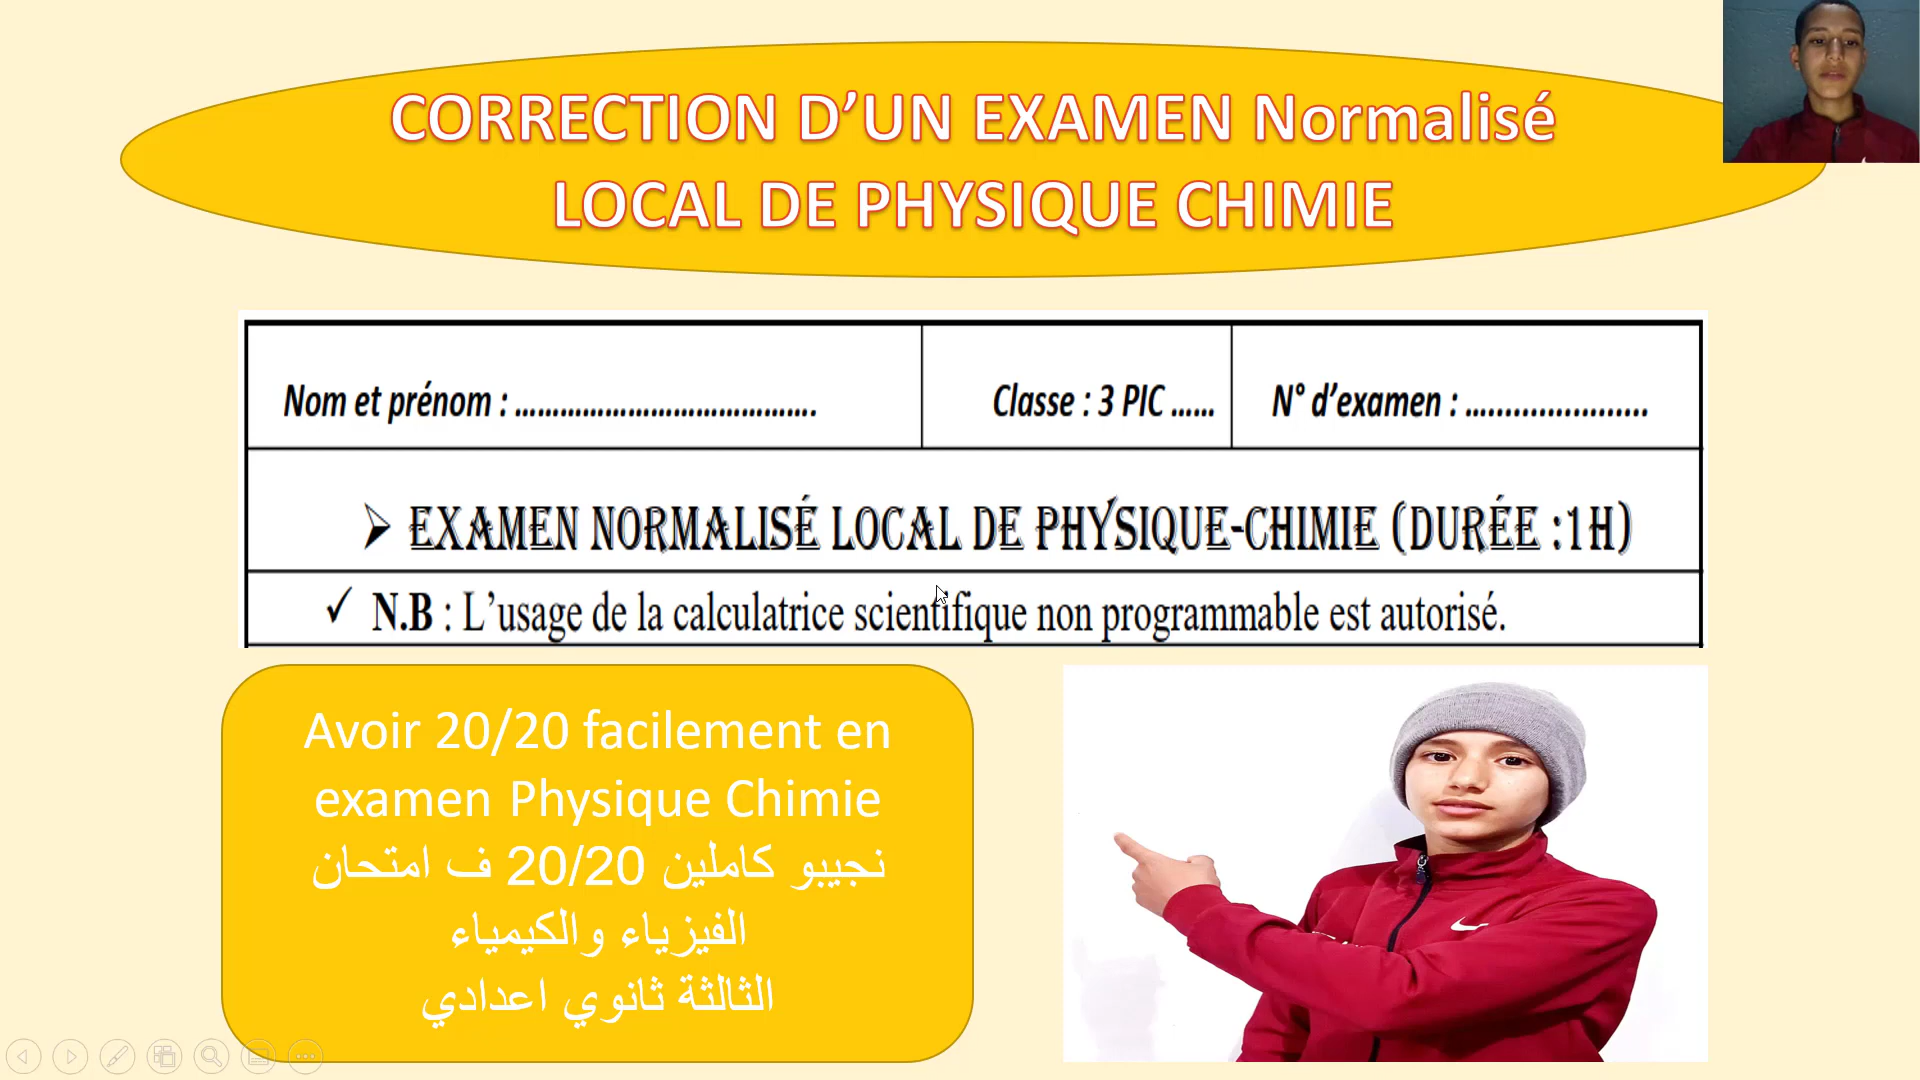 CORRECTION D’UN EXAMEN Normalisé
LOCAL DE PHYSIQUE CHIMIE
Nom et prénom : ........................................
Classe : 3 PIC ......
N° d’examen : ......................
➢ EXAMEN NORMALISÉ LOCAL DE PHYSIQUE-CHIMIE (DURÉE :1H)
✓ N.B : L’usage de la calculatrice scientifique non programmable est autorisé.
Avoir 20/20 facilement en
examen Physique Chimie
نجيبو كاملين 20/20 ف امتحان
الفيزياء والكيمياء
الثالثة ثانوي اعدادي